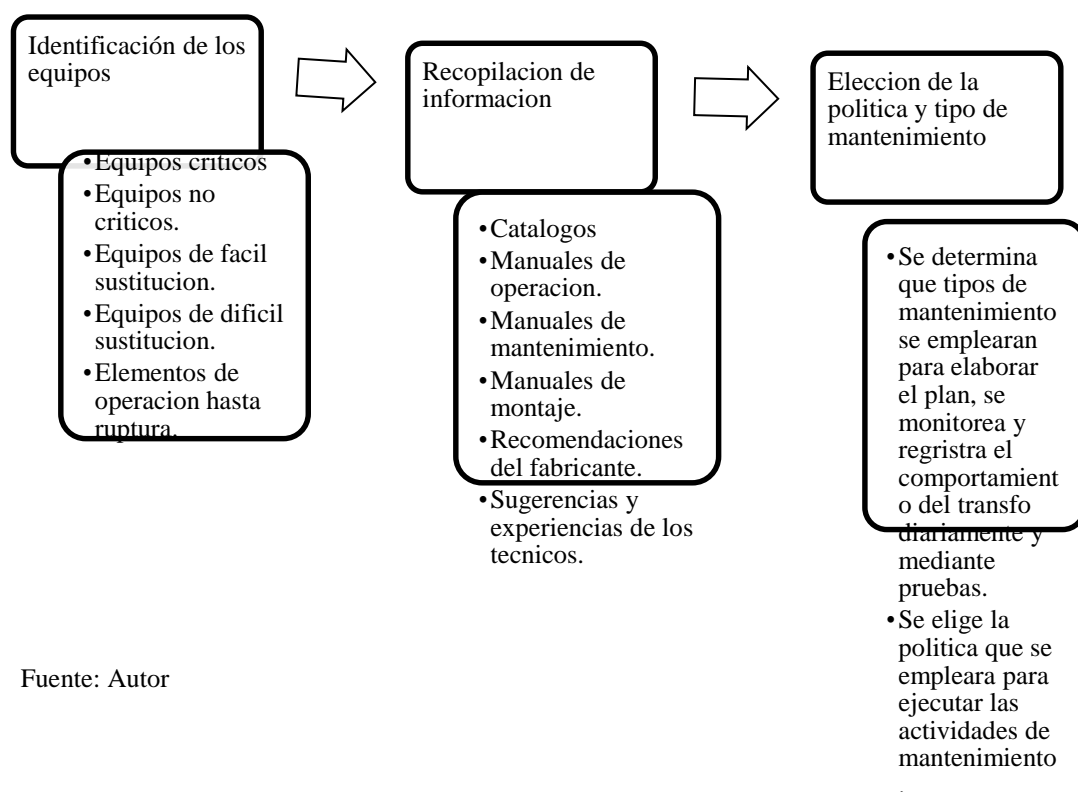 Identificación de los
equipos
•Equipos criticos
•Equipos no
criticos.
•Equipos de facil
sustitucion.
•Equipos de dificil
sustitucion.
•Elementos de
operacion hasta
ruptura.
Recopilacion de
informacion
•Catalogos
•Manuales de
operacion.
•Manuales de
mantenimiento.
•Manuales de
montaje.
•Recomendaciones
del fabricante.
•Sugerencias y
experiencias de los
tecnicos.
Eleccion de la
politica y tipo de
mantenimiento
•Se determina
que tipos de
mantenimiento
se emplearan
para elaborar
el plan, se
monitorea y
regristra el
comportamient
o del transfo
diariamente y
mediante
pruebas.
•Se elige la
politica que se
empleara para
ejecutar las
actividades de
mantenimiento
.
Fuente: Autor